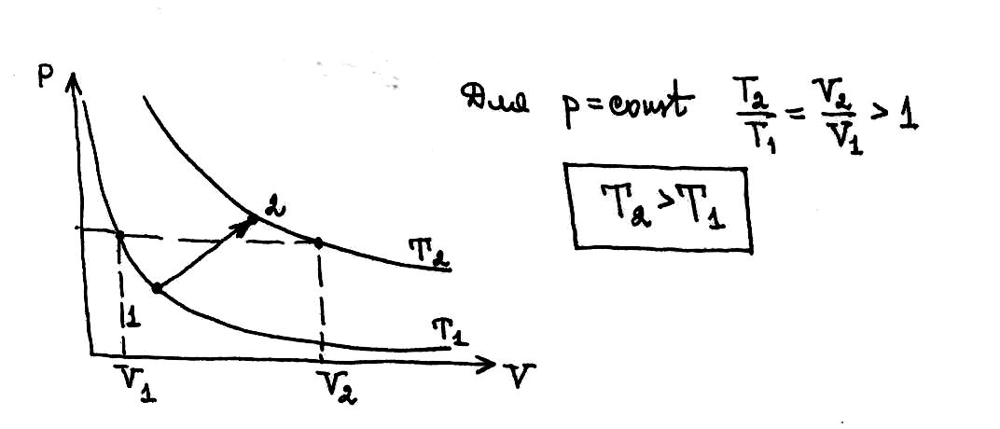 P
Для p = const T₂/T₁ = V₂/V₁ > 1
T₂ > T₁
2
T₂
1
T₁
V₁ V₂ V